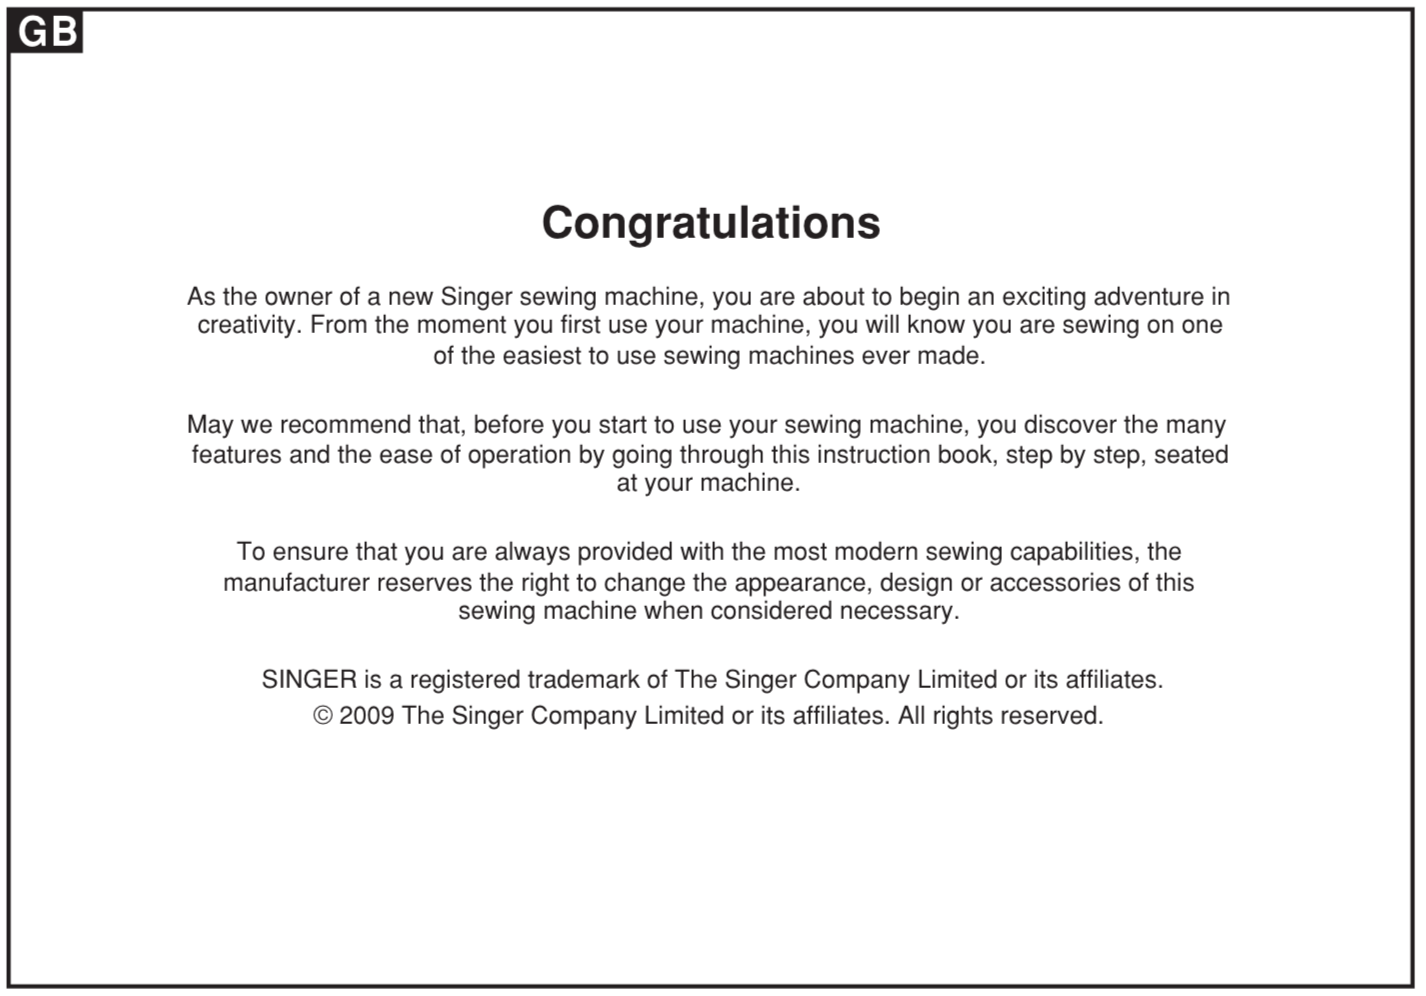 GB
Congratulations
As the owner of a new Singer sewing machine, you are about to begin an exciting adventure in
creativity. From the moment you first use your machine, you will know you are sewing on one
of the easiest to use sewing machines ever made.
May we recommend that, before you start to use your sewing machine, you discover the many
features and the ease of operation by going through this instruction book, step by step, seated
at your machine.
To ensure that you are always provided with the most modern sewing capabilities, the
manufacturer reserves the right to change the appearance, design or accessories of this
sewing machine when considered necessary.
SINGER is a registered trademark of The Singer Company Limited or its affiliates.
© 2009 The Singer Company Limited or its affiliates. All rights reserved.